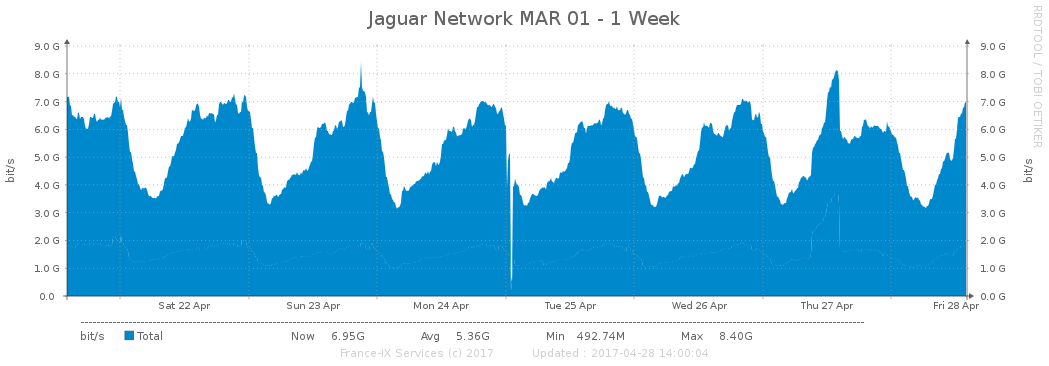 Jaguar Network MAR 01 - 1 Week
RRDTOOL / TOBI OETIKER
9.0 G 9.0 G
8.0 G 8.0 G
7.0 G 7.0 G
6.0 G 6.0 G
5.0 G 5.0 G
bit/s bit/s
4.0 G 4.0 G
3.0 G 3.0 G
2.0 G 2.0 G
1.0 G 1.0 G
0.0 0.0 G
Sat 22 Apr Sun 23 Apr Mon 24 Apr Tue 25 Apr Wed 26 Apr Thu 27 Apr Fri 28 Apr
bit/s Total Now 6.95G Avg 5.36G Min 492.74M Max 8.40G
France-IX Services (c) 2017 Updated : 2017-04-28 14:00:04